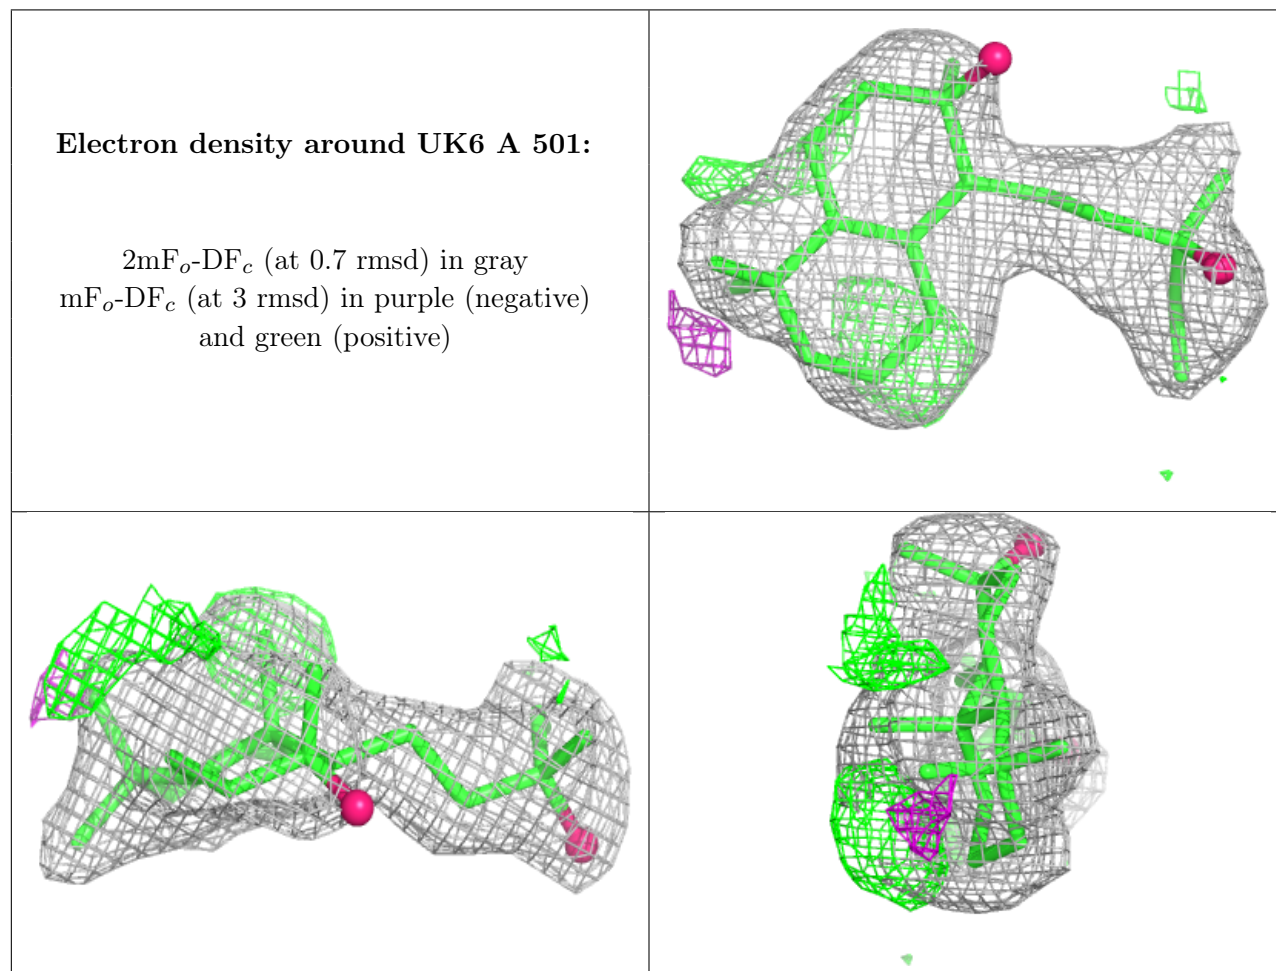 Electron density around UK6 A 501:
2mFo-DFc (at 0.7 rmsd) in gray
mFo-DFc (at 3 rmsd) in purple (negative)
and green (positive)